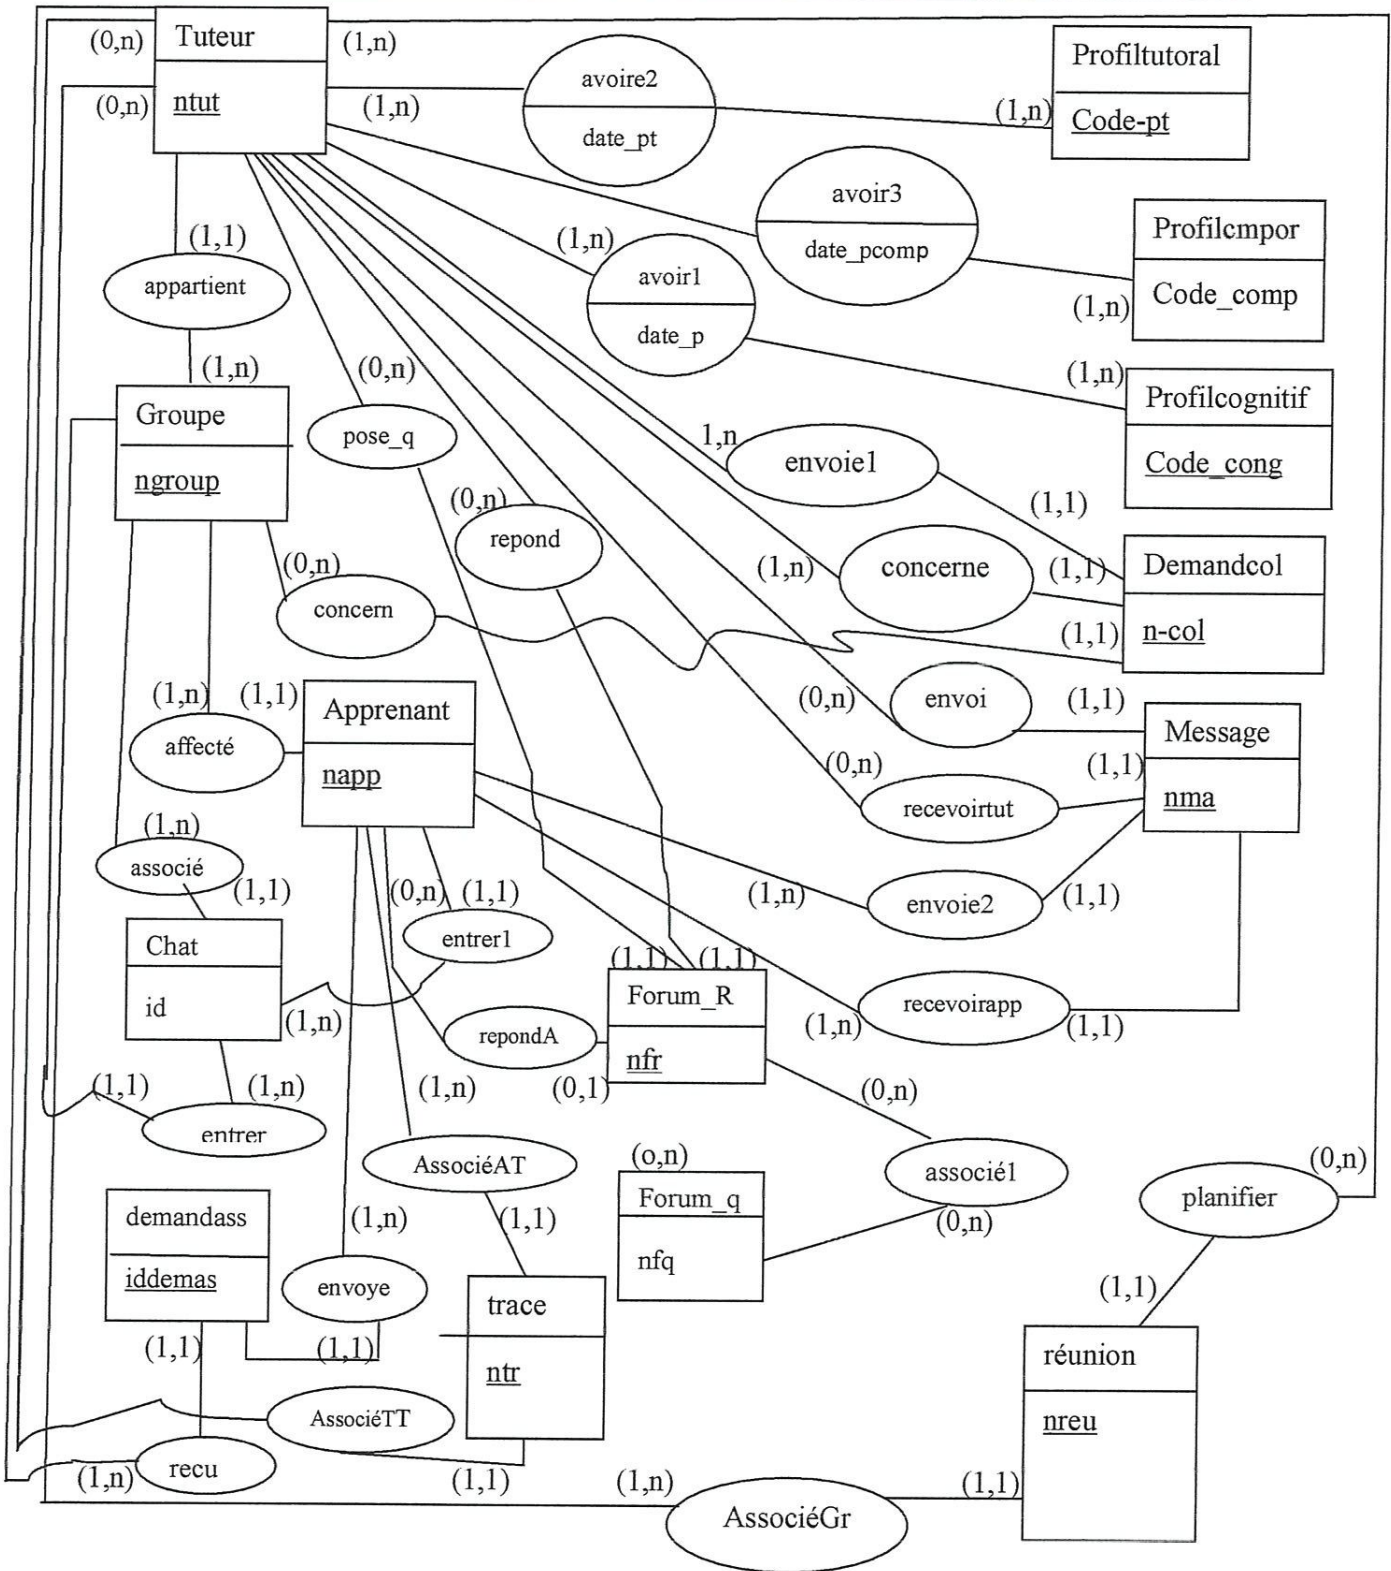 Tuteur
(0,n)
(1,n)
ntut
(0,n)
(1,n)
avoire2
date_pt
(1,n)
Profiltutoral
Code-pt
avoir3
date_pcomp
(1,n)
Profilcmpor
Code_comp
(1,n)
avoir1
date_p
(1,n)
Profilcognitif
Code_cong
(1,1)
appartient
(1,n)
Groupe
ngroup
(0,n)
pose_q
1,n
envoie1
(1,1)
(0,n)
repond
(1,n)
concerne
(1,1)
Demandcol
n-col
(1,1)
(0,n)
concern
(0,n)
envoi
(1,1)
Message
nma
(1,n)
(1,1)
affecté
Apprenant
napp
(0,n)
recevoirtut
(1,1)
(1,n)
associé
(1,1)
(1,n)
envoie2
(1,1)
(0,n)
(1,1)
entrer1
Chat
id
(1,n)
(1,1)
(1,1)
Forum_R
nfr
(1,n)
recevoirapp
(1,1)
repondA
(0,1)
(1,1)
(1,n)
entrer
(1,n)
AssociéAT
(1,1)
(0,n)
associé1
(0,n)
(o,n)
Forum_q
nfq
(0,n)
planifier
(1,1)
demandass
iddemas
(1,n)
envoye
(1,1)
(1,1)
trace
ntr
réunion
nreu
AssociéTT
(1,1)
recu
(1,n)
(1,n)
AssociéGr
(1,1)